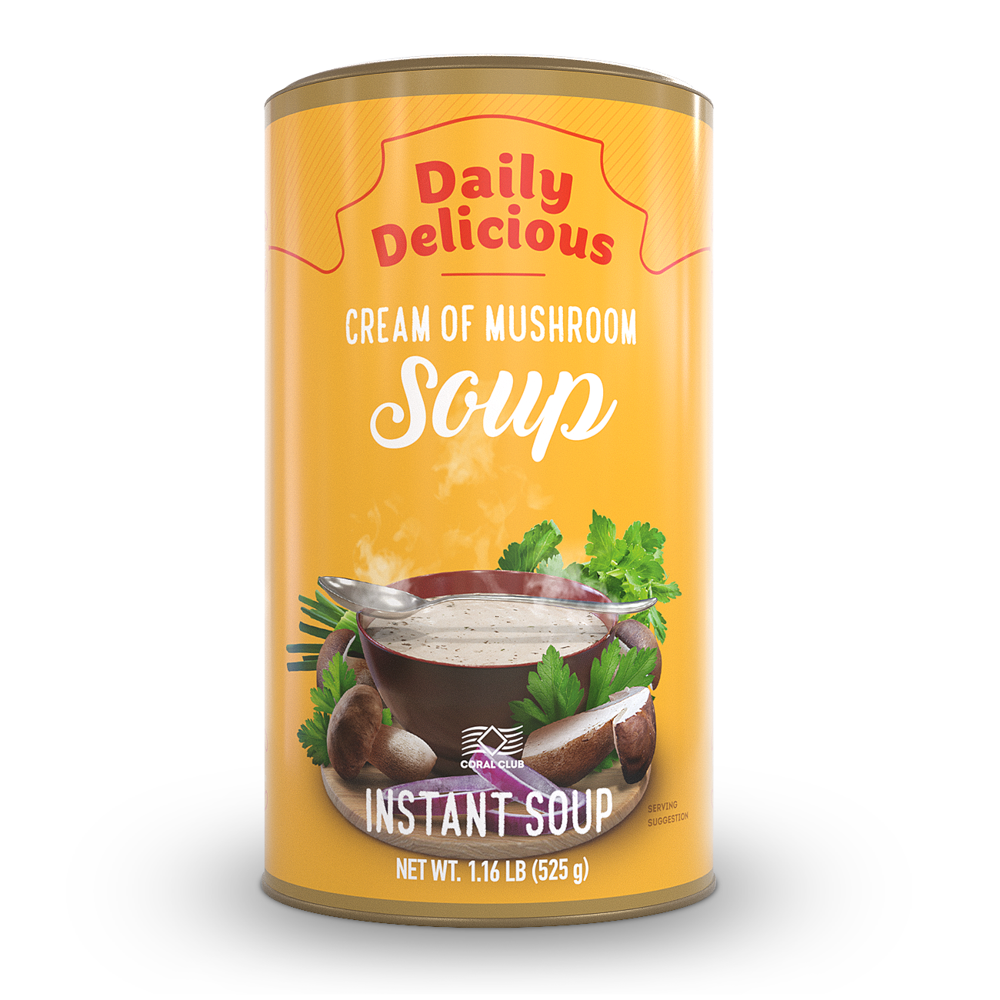 Daily
Delicious
CREAM OF MUSHROOM
Soup
CORAL CLUB
INSTANT SOUP
SERVING
SUGGESTION
NET WT. 1.16 LB (525 g)